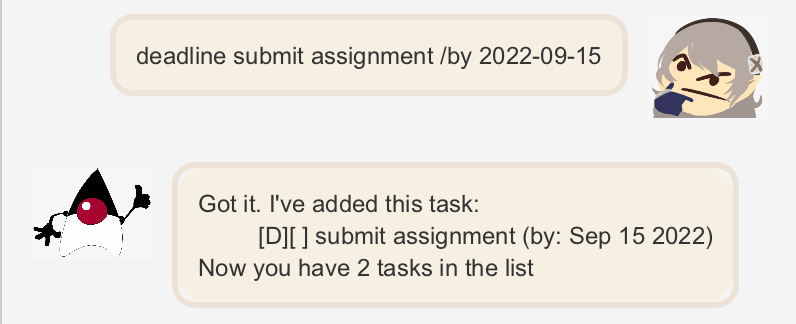 deadline submit assignment /by 2022-09-15
Got it. I've added this task:
[D][ ] submit assignment (by: Sep 15 2022)
Now you have 2 tasks in the list